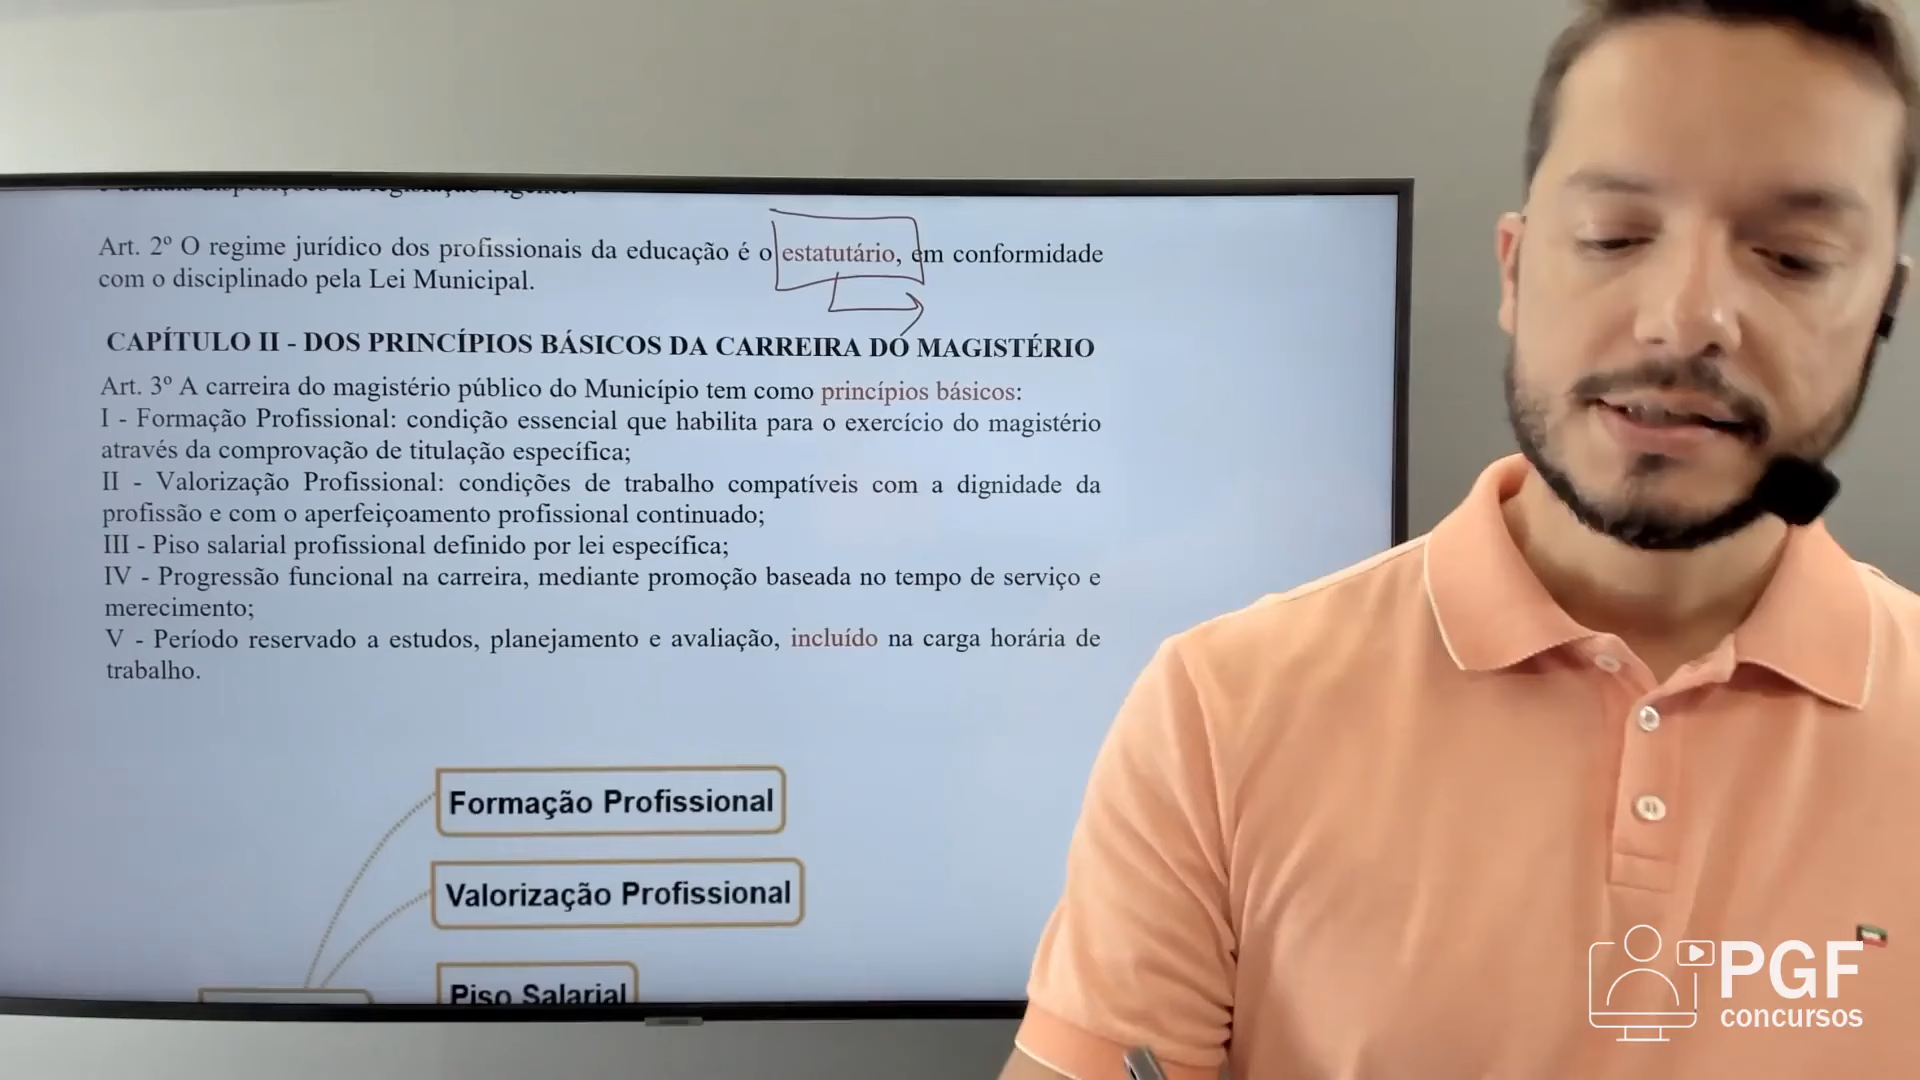 Art. 2º O regime jurídico dos profissionais da educação é o estatutário, em conformidade
com o disciplinado pela Lei Municipal.
CAPÍTULO II - DOS PRINCÍPIOS BÁSICOS DA CARREIRA DO MAGISTÉRIO
Art. 3º A carreira do magistério público do Município tem como princípios básicos:
I - Formação Profissional: condição essencial que habilita para o exercício do magistério
através da comprovação de titulação específica;
II - Valorização Profissional: condições de trabalho compatíveis com a dignidade da
profissão e com o aperfeiçoamento profissional continuado;
III - Piso salarial profissional definido por lei específica;
IV - Progressão funcional na carreira, mediante promoção baseada no tempo de serviço e
merecimento;
V - Período reservado a estudos, planejamento e avaliação, incluído na carga horária de
trabalho.
Formação Profissional
Valorização Profissional
Piso Salarial
PGF
concursos